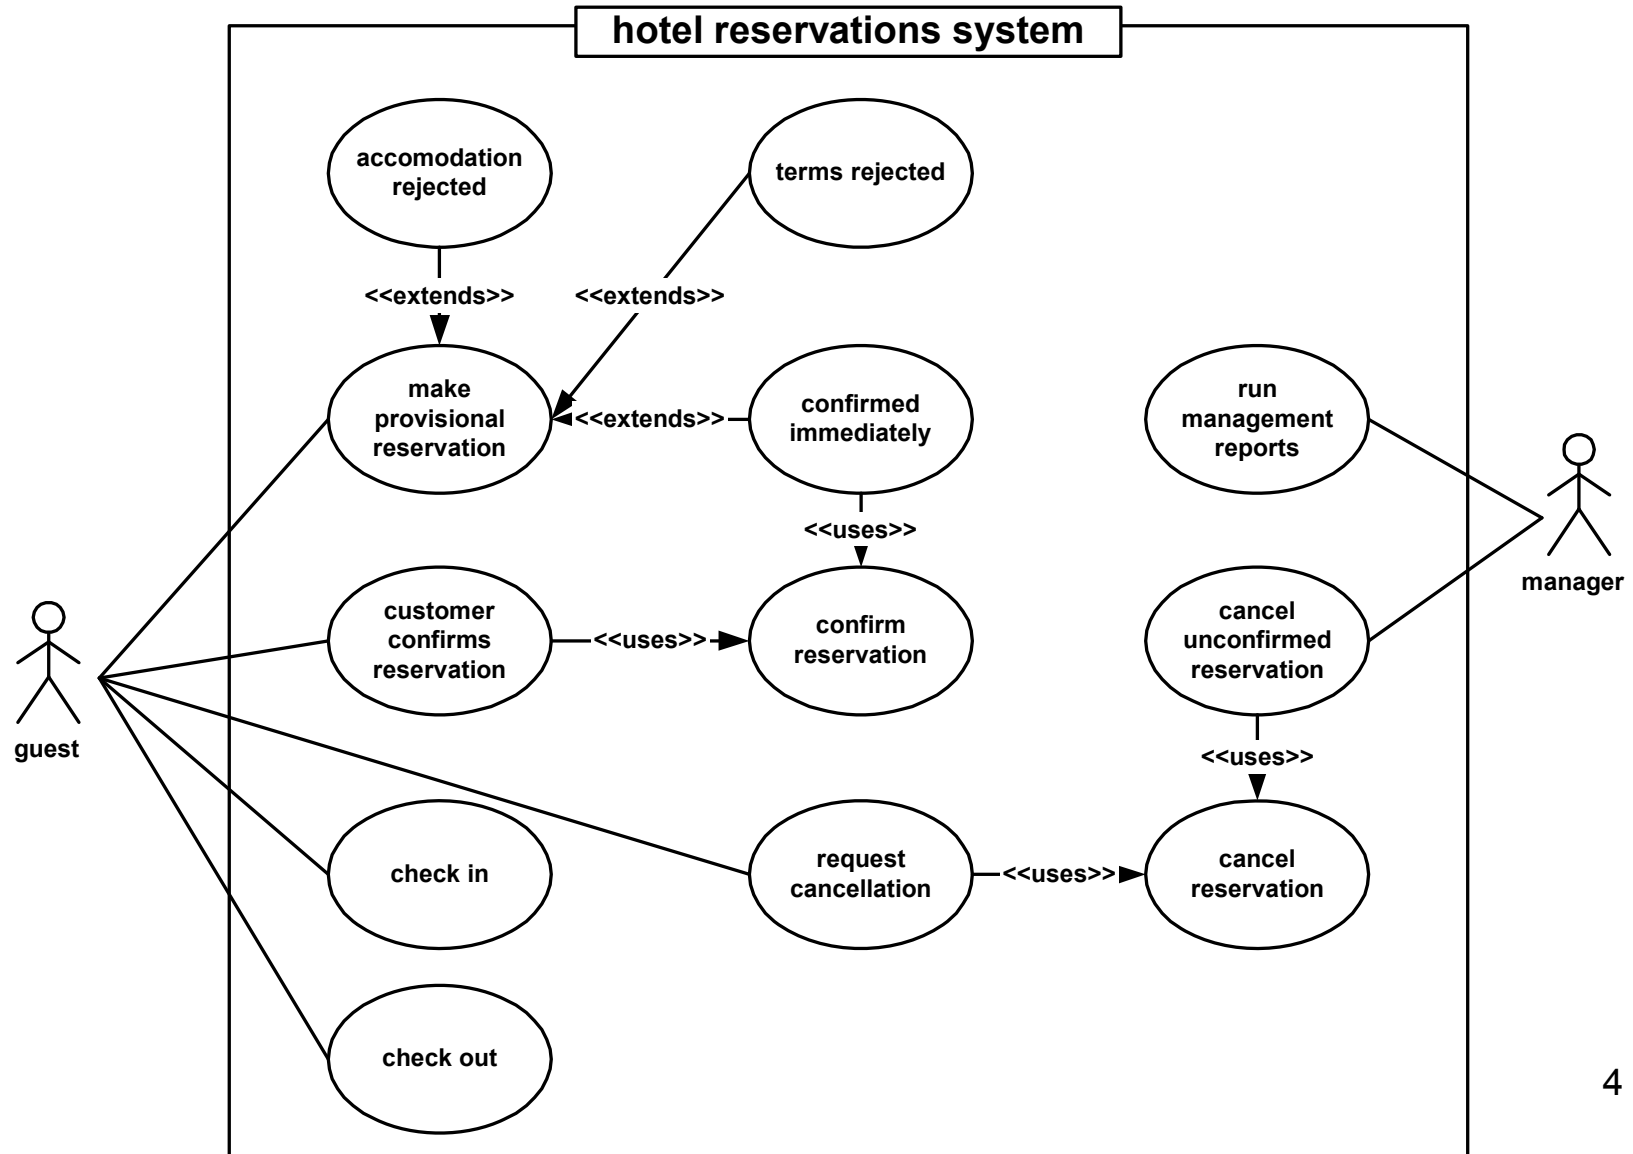 hotel reservations system
accomodation
rejected
terms rejected
<<extends>>
<<extends>>
make
provisional
reservation
<<extends>>
confirmed
immediately
run
management
reports
<<uses>>
manager
customer
confirms
reservation
<<uses>>
confirm
reservation
cancel
unconfirmed
reservation
guest
<<uses>>
check in
request
cancellation
<<uses>>
cancel
reservation
check out
4